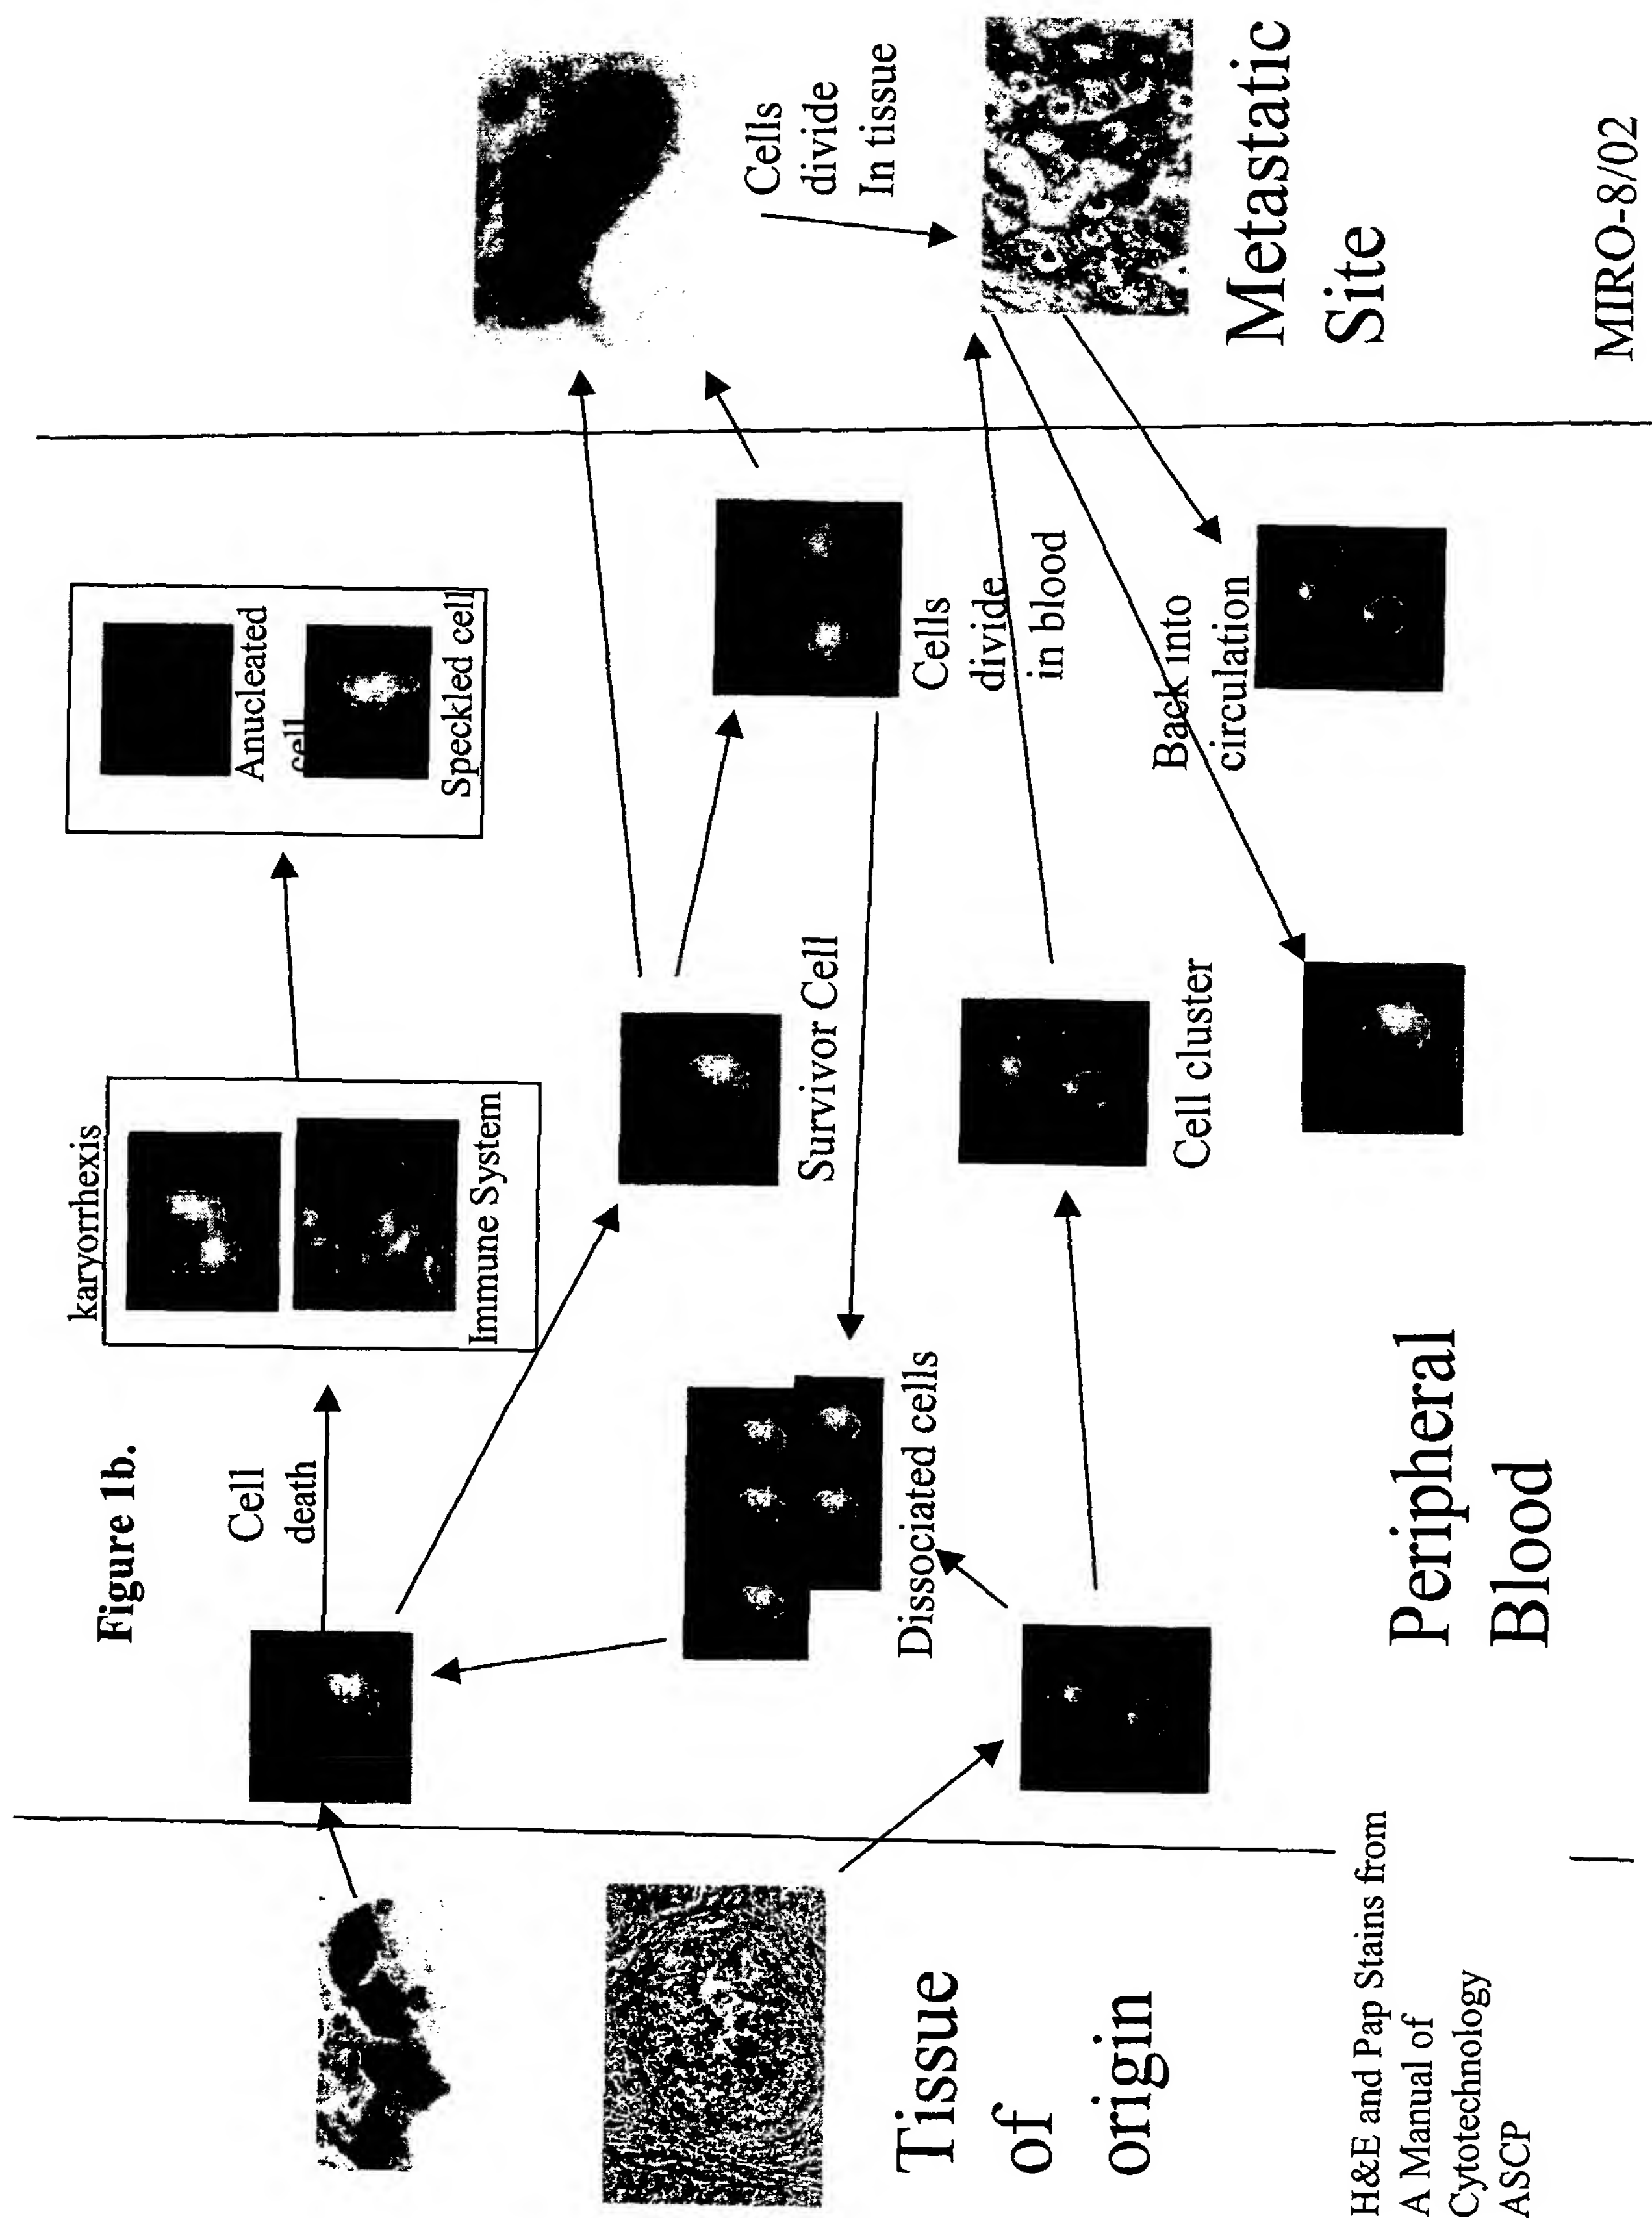 Figure 1b.
karyorrhexis
Immune System
Anucleated
cell
Speckled cell
Cell
death
Survivor Cell
Cells
divide
in blood
Cells
divide
In tissue
Dissociated cells
Cell cluster
Back into
circulation
Tissue
of
origin
Peripheral
Blood
Metastatic
Site
H&E and Pap Stains from
A Manual of
Cytotechnology
ASCP
MIRO-8/02